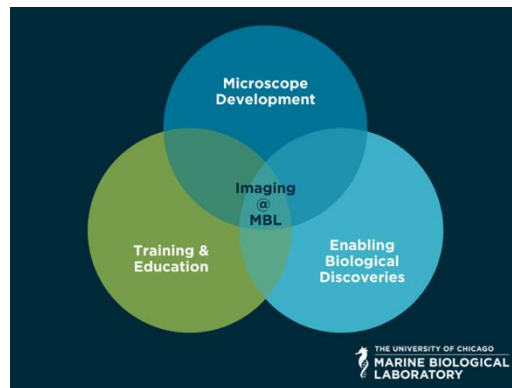 Microscope
Development
Imaging
@
MBL
Training &
Education
Enabling
Biological
Discoveries
THE UNIVERSITY OF CHICAGO
MARINE BIOLOGICAL
LABORATORY